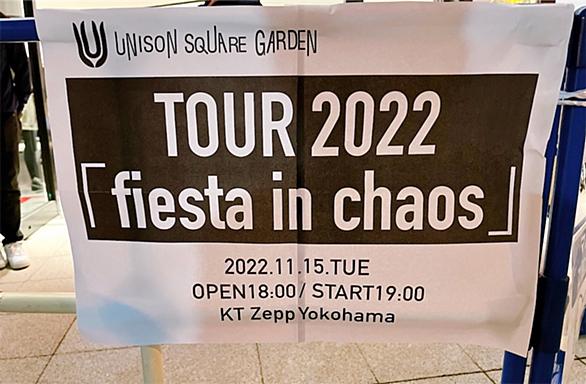 UNISON SQUARE GARDEN
TOUR 2022
「fiesta in chaos」
2022.11.15.TUE
OPEN18:00 / START19:00
KT Zepp Yokohama